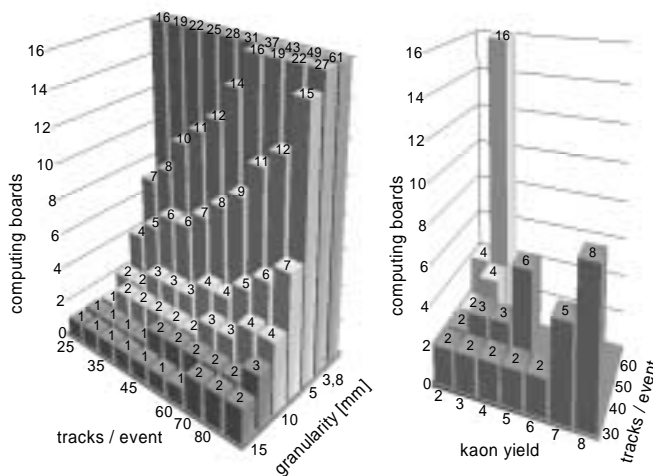 16 19 22 25 28 31 37 43 49 61
16 19 22 27
14 15
10 11 12
7 8
11 12
4 5 6 6 7 8 9
2 2 3 3 3 4 4 5 6 7
2 2 2 2 2 3 3 4 4
1 1 1 1 2 2 2 2 2 3
1 1 1 1 1 1 1 2 2 2
16
14
12
10
8
6
4
2
0
computing boards
25
35
45
60
70
80
tracks / event
15
10
5
3,8
granularity [mm]
16
14
12
10
8
6
4
2
0
computing boards
16
4
4
6
8
2 3 3
5
2
2 2 2 2 2 2
2 3 4 5 6 7 8
kaon yield
30
40
50
60
tracks / event